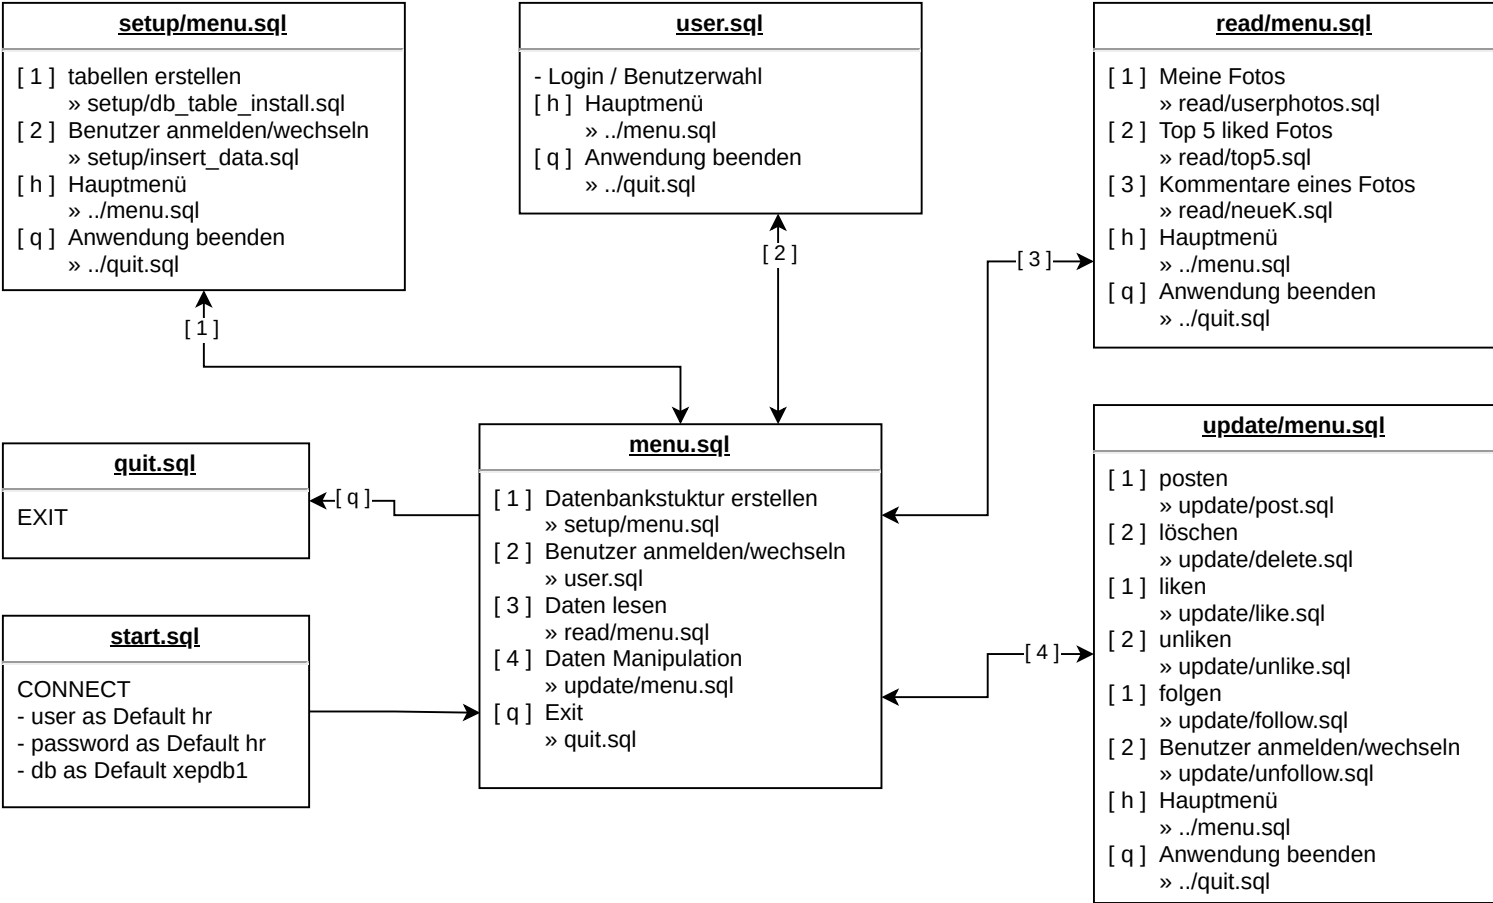 setup/menu.sql
[ 1 ] tabellen erstellen
» setup/db_table_install.sql
[ 2 ] Benutzer anmelden/wechseln
» setup/insert_data.sql
[ h ] Hauptmenü
» ../menu.sql
[ q ] Anwendung beenden
» ../quit.sql
user.sql
- Login / Benutzerwahl
[ h ] Hauptmenü
» ../menu.sql
[ q ] Anwendung beenden
» ../quit.sql
read/menu.sql
[ 1 ] Meine Fotos
» read/userphotos.sql
[ 2 ] Top 5 liked Fotos
» read/top5.sql
[ 3 ] Kommentare eines Fotos
» read/neueK.sql
[ h ] Hauptmenü
» ../menu.sql
[ q ] Anwendung beenden
» ../quit.sql
[ 1 ]
[ 2 ]
[ 3 ]
quit.sql
EXIT
[ q ]
start.sql
CONNECT
- user as Default hr
- password as Default hr
- db as Default xepdb1
menu.sql
[ 1 ] Datenbankstuktur erstellen
» setup/menu.sql
[ 2 ] Benutzer anmelden/wechseln
» user.sql
[ 3 ] Daten lesen
» read/menu.sql
[ 4 ] Daten Manipulation
» update/menu.sql
[ q ] Exit
» quit.sql
[ 4 ]
update/menu.sql
[ 1 ] posten
» update/post.sql
[ 2 ] löschen
» update/delete.sql
[ 1 ] liken
» update/like.sql
[ 2 ] unliken
» update/unlike.sql
[ 1 ] folgen
» update/follow.sql
[ 2 ] Benutzer anmelden/wechseln
» update/unfollow.sql
[ h ] Hauptmenü
» ../menu.sql
[ q ] Anwendung beenden
» ../quit.sql